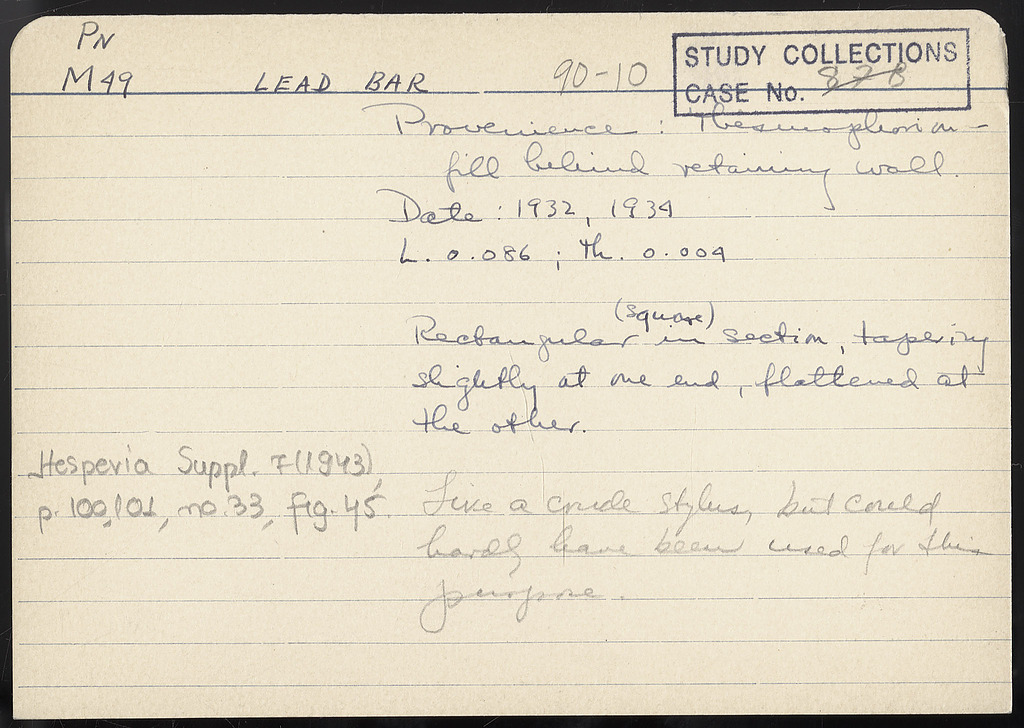 PN
M49 LEAD BAR 90-10
STUDY COLLECTIONS
CASE No. 87B
Provenience : Thesmophorion –
fill behind retaining wall.
Date : 1932, 1934
L. 0.086 ; Th. 0.004
(square)
Rectangular in section, tapering
slightly at one end, flattened at
the other.
Hesperia Suppl. 7 (1943),
p. 100,101, no. 33, fig. 45.
Like a crude stylus, but could
hardly have been used for this
purpose.